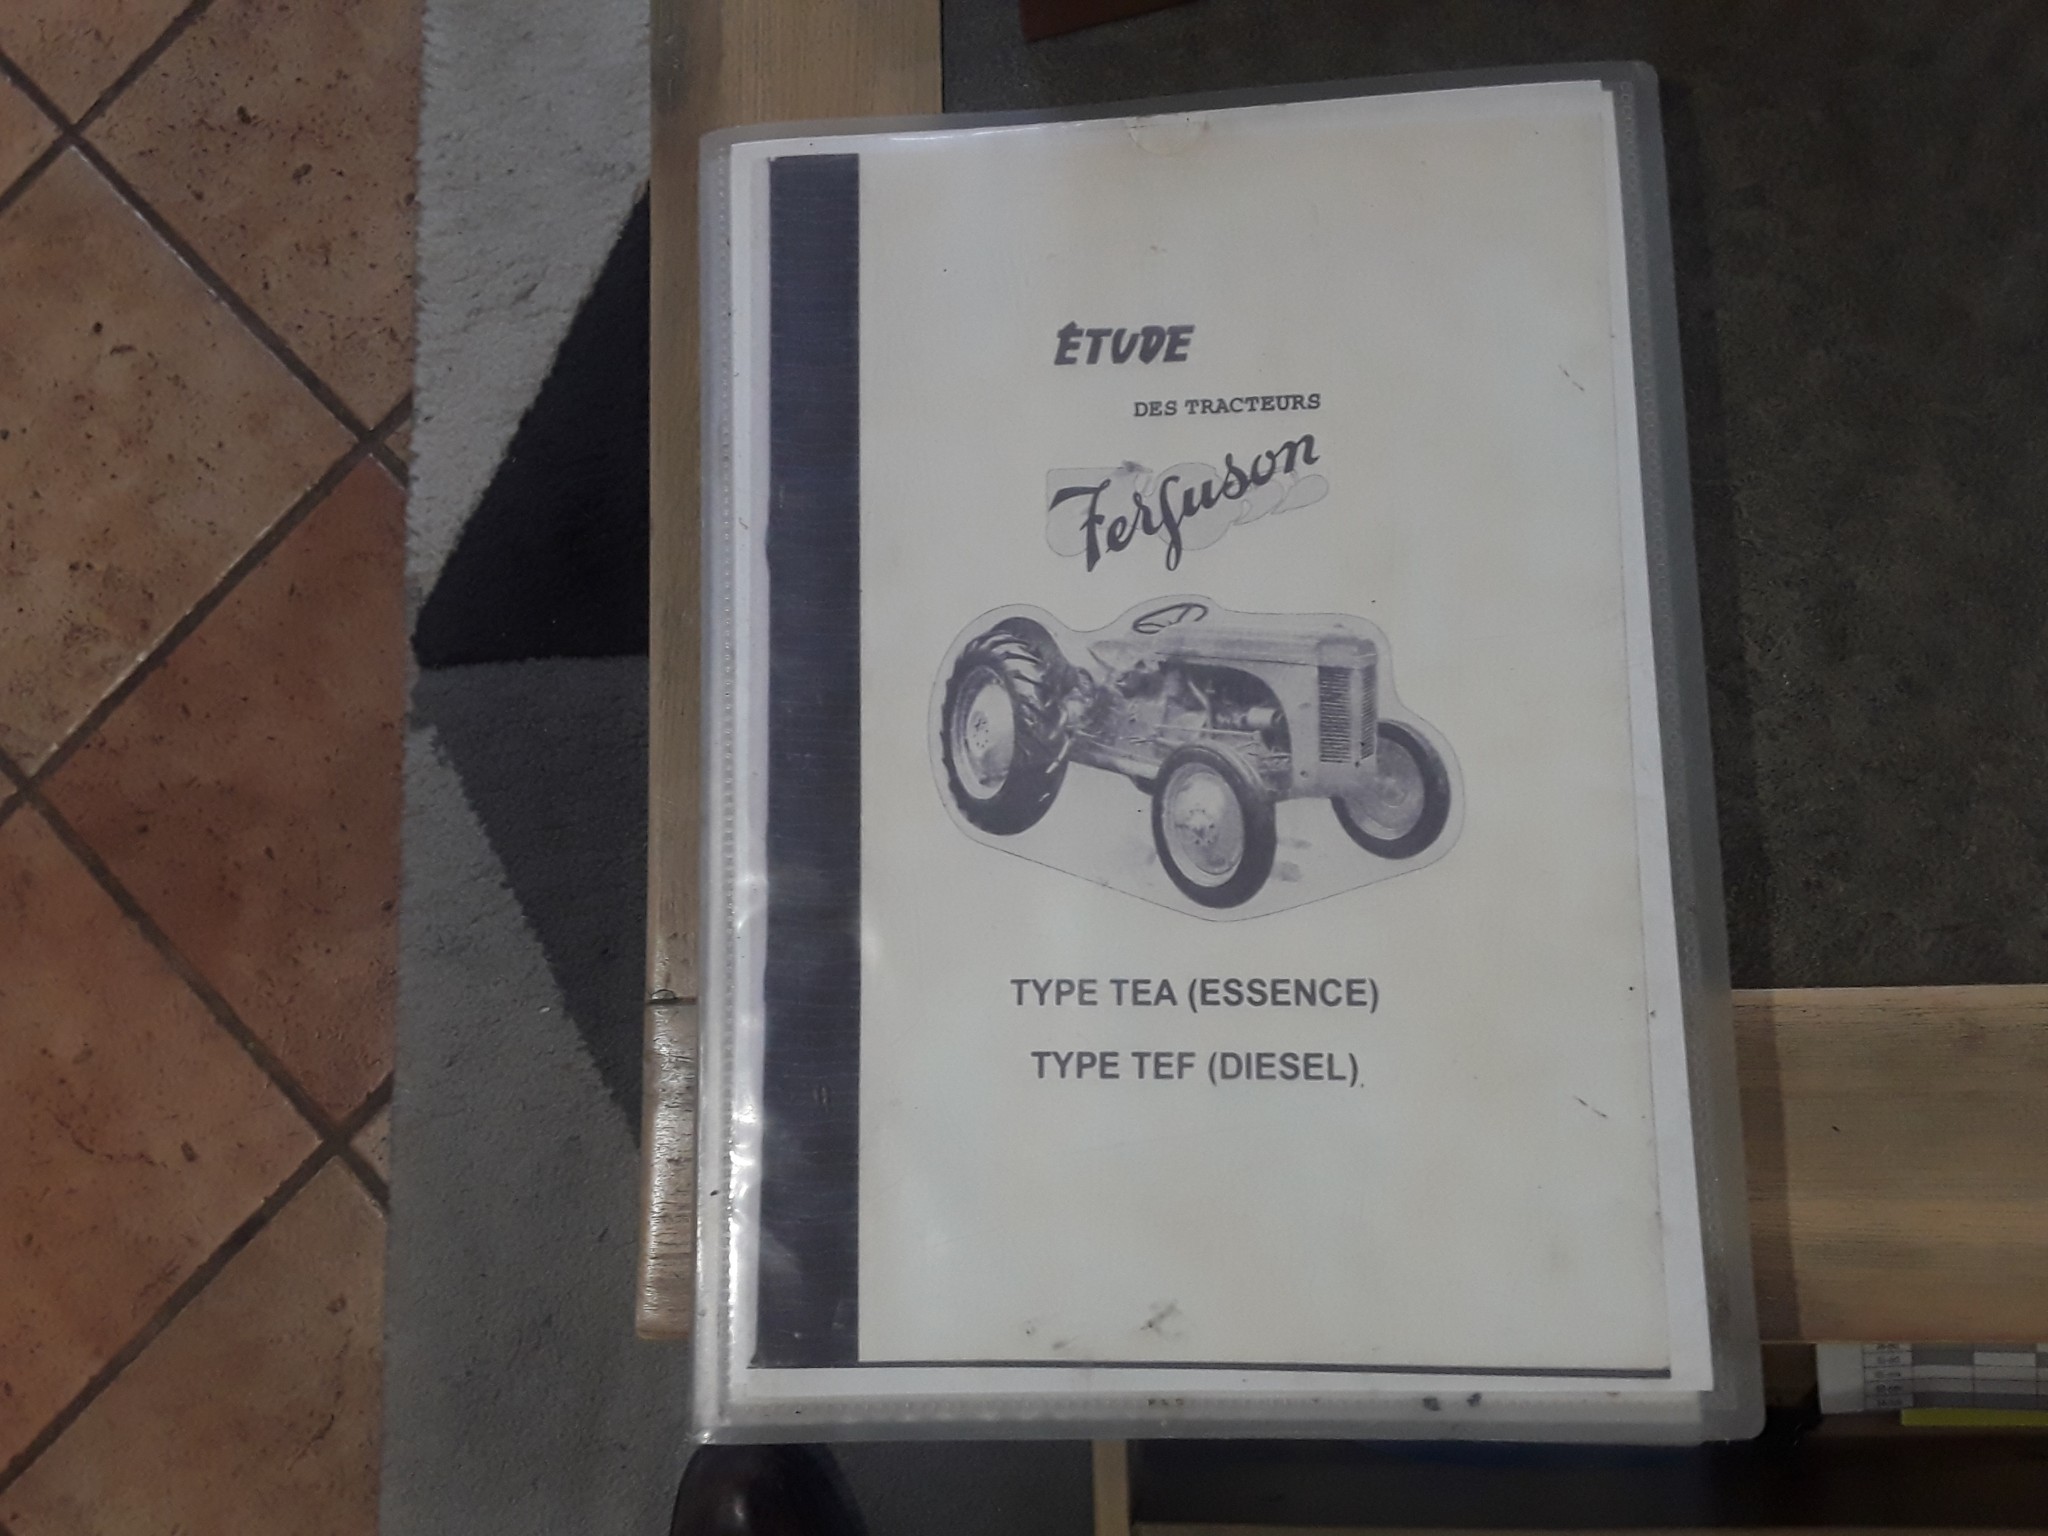 ÉTUDE
DES TRACTEURS
Ferguson
TYPE TEA (ESSENCE)
TYPE TEF (DIESEL)